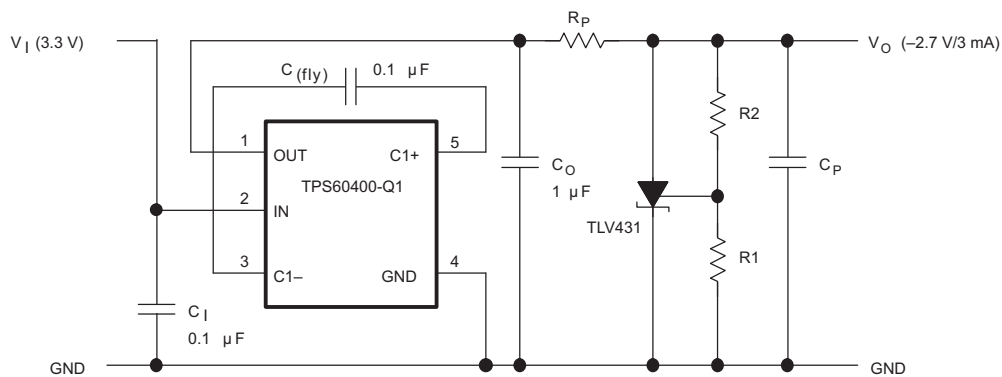 R_P
V_I (3.3 V)
V_O (–2.7 V/3 mA)
C_(fly)
0.1 µF
1
OUT
C1+
5
R2
TPS60400-Q1
C_O
1 µF
C_P
2
IN
TLV431
3
C1–
GND
4
R1
C_I
0.1 µF
GND
GND